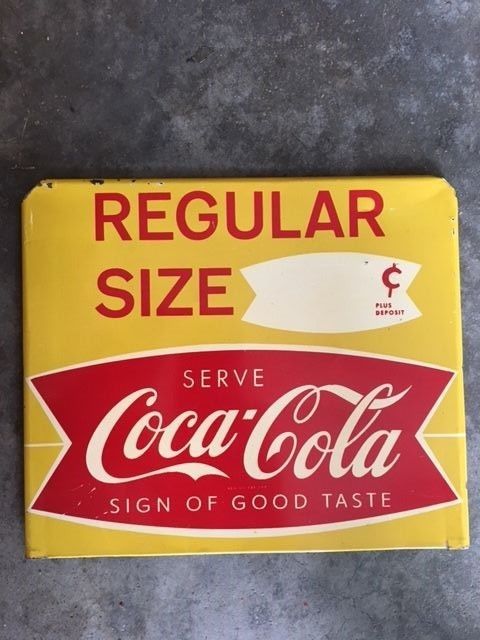 REGULAR
SIZE
¢
PLUS
DEPOSIT
SERVE
Coca-Cola
SIGN OF GOOD TASTE